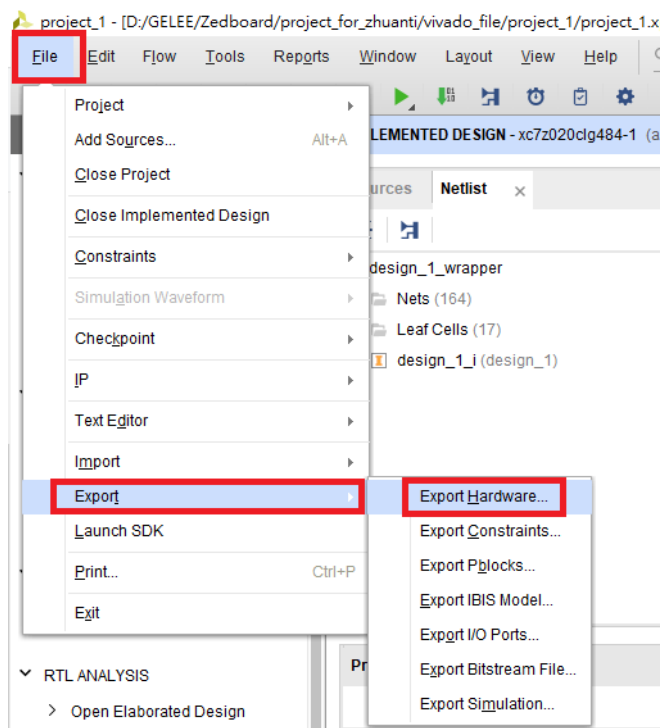 project_1 - [D:/GELEE/Zedboard/project_for_zhuanti/vivado_file/project_1/project_1.x
File Edit Flow Tools Reports Window Layout View Help
Project
Add Sources... Alt+A
LEMENTED DESIGN - xc7z020clg484-1 (a
Close Project
urces Netlist
Close Implemented Design
Constraints
design_1_wrapper
Simulation Waveform
Nets (164)
Checkpoint
Leaf Cells (17)
design_1_i (design_1)
IP
Text Editor
Import
Export
Export Hardware...
Launch SDK
Export Constraints...
Print... Ctrl+P
Export Pblocks...
Exit
Export IBIS Model...
Export I/O Ports...
RTL ANALYSIS
Pr
Export Bitstream File...
Open Elaborated Design
Export Simulation...